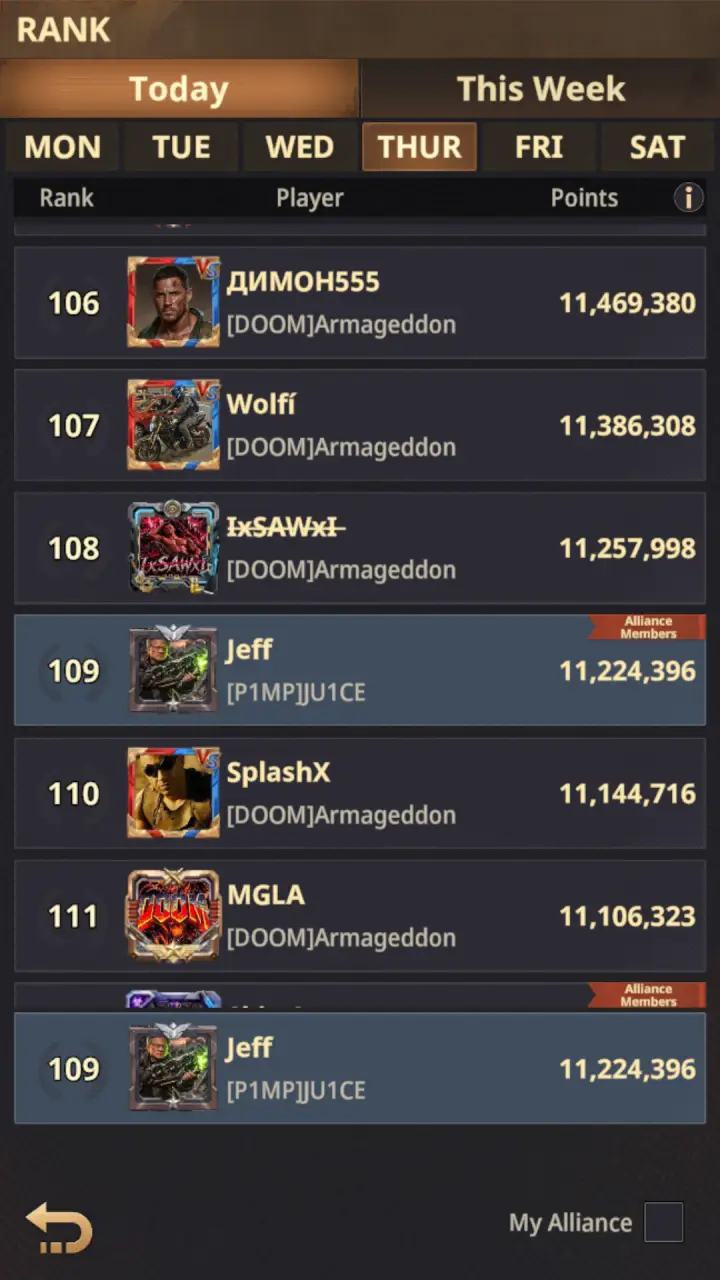 RANK
Today
This Week
MON TUE WED THUR FRI SAT
Rank Player Points i
106 ДИМОН555 11,469,380
[DOOM]Armageddon
107 Wolfí 11,386,308
[DOOM]Armageddon
108 IxSAWxI 11,257,998
[DOOM]Armageddon
IxSAWxI
Alliance
Members
109 Jeff 11,224,396
[P1MP]JU1CE
110 SplashX 11,144,716
[DOOM]Armageddon
111 MGLA 11,106,323
[DOOM]Armageddon
DOOM
Alliance
Members
109 Jeff 11,224,396
[P1MP]JU1CE
My Alliance